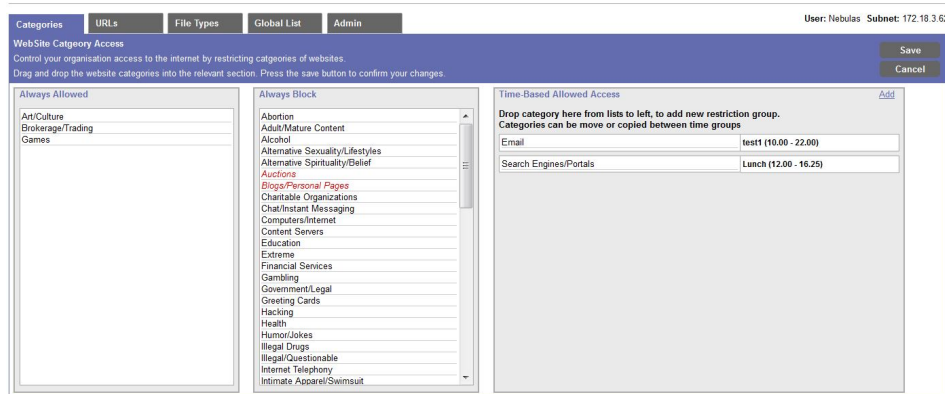 Categories
URLs
File Types
Global List
Admin
User: Nebulas Subnet: 172.18.3.62
WebSite Catgeory Access
Control your organisation access to the internet by restricting catgeories of websites.
Drag and drop the website categories into the relevant section. Press the save button to confirm your changes.
Save
Cancel
Always Allowed
Art/Culture
Brokerage/Trading
Games
Always Block
Abortion
Adult/Mature Content
Alcohol
Alternative Sexuality/Lifestyles
Alternative Spirituality/Belief
Auctions
Blogs/Personal Pages
Charitable Organizations
Chat/Instant Messaging
Computers/Internet
Content Servers
Education
Extreme
Financial Services
Gambling
Government/Legal
Greeting Cards
Hacking
Health
Humor/Jokes
Illegal Drugs
Illegal/Questionable
Internet Telephony
Intimate Apparel/Swimsuit
Time-Based Allowed Access
Add
Drop category here from lists to left, to add new restriction group.
Categories can be move or copied between time groups
Email
test1 (10.00 - 22.00)
Search Engines/Portals
Lunch (12.00 - 16.25)